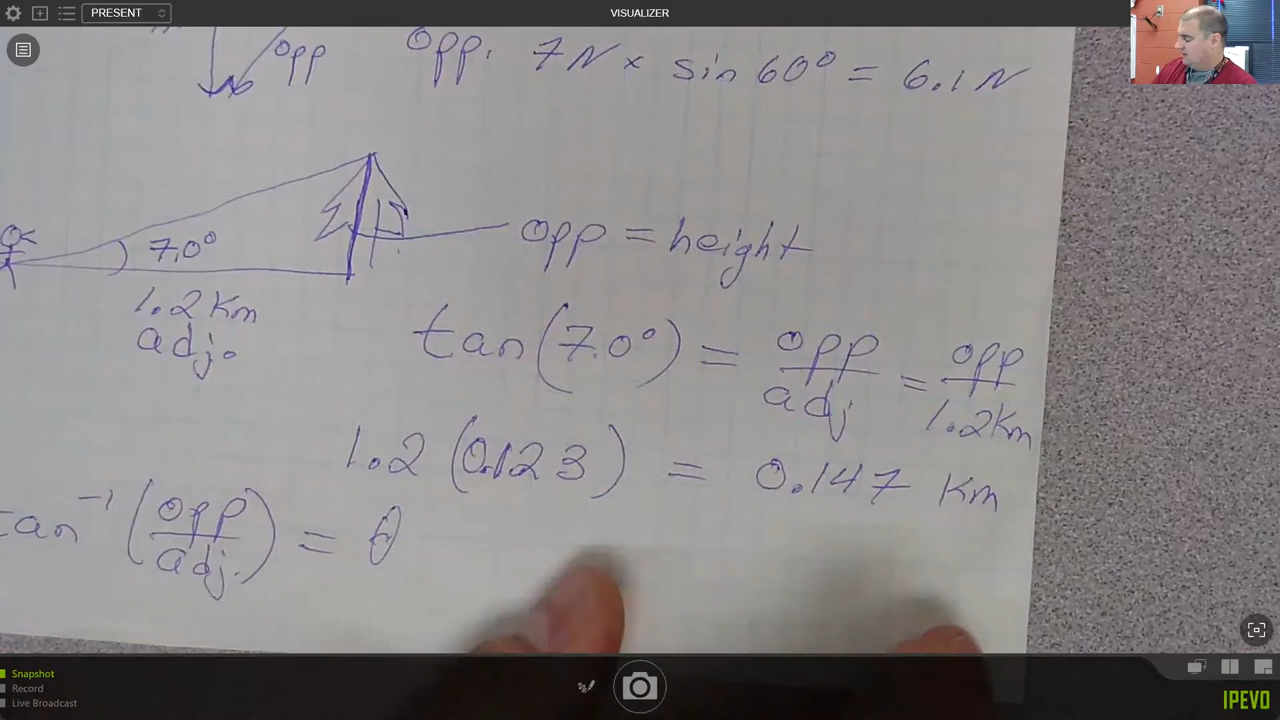 PRESENT
VISUALIZER
opp
opp. 7N × sin 60° = 6.1N
7.0°
opp = height
1.2 Km
adj.
tan(7.0°) = opp/adj = opp/1.2Km
1.2 (0.123) = 0.147 Km
tan⁻¹(opp/adj.) = θ
Snapshot
Record
Live Broadcast
IPEVO